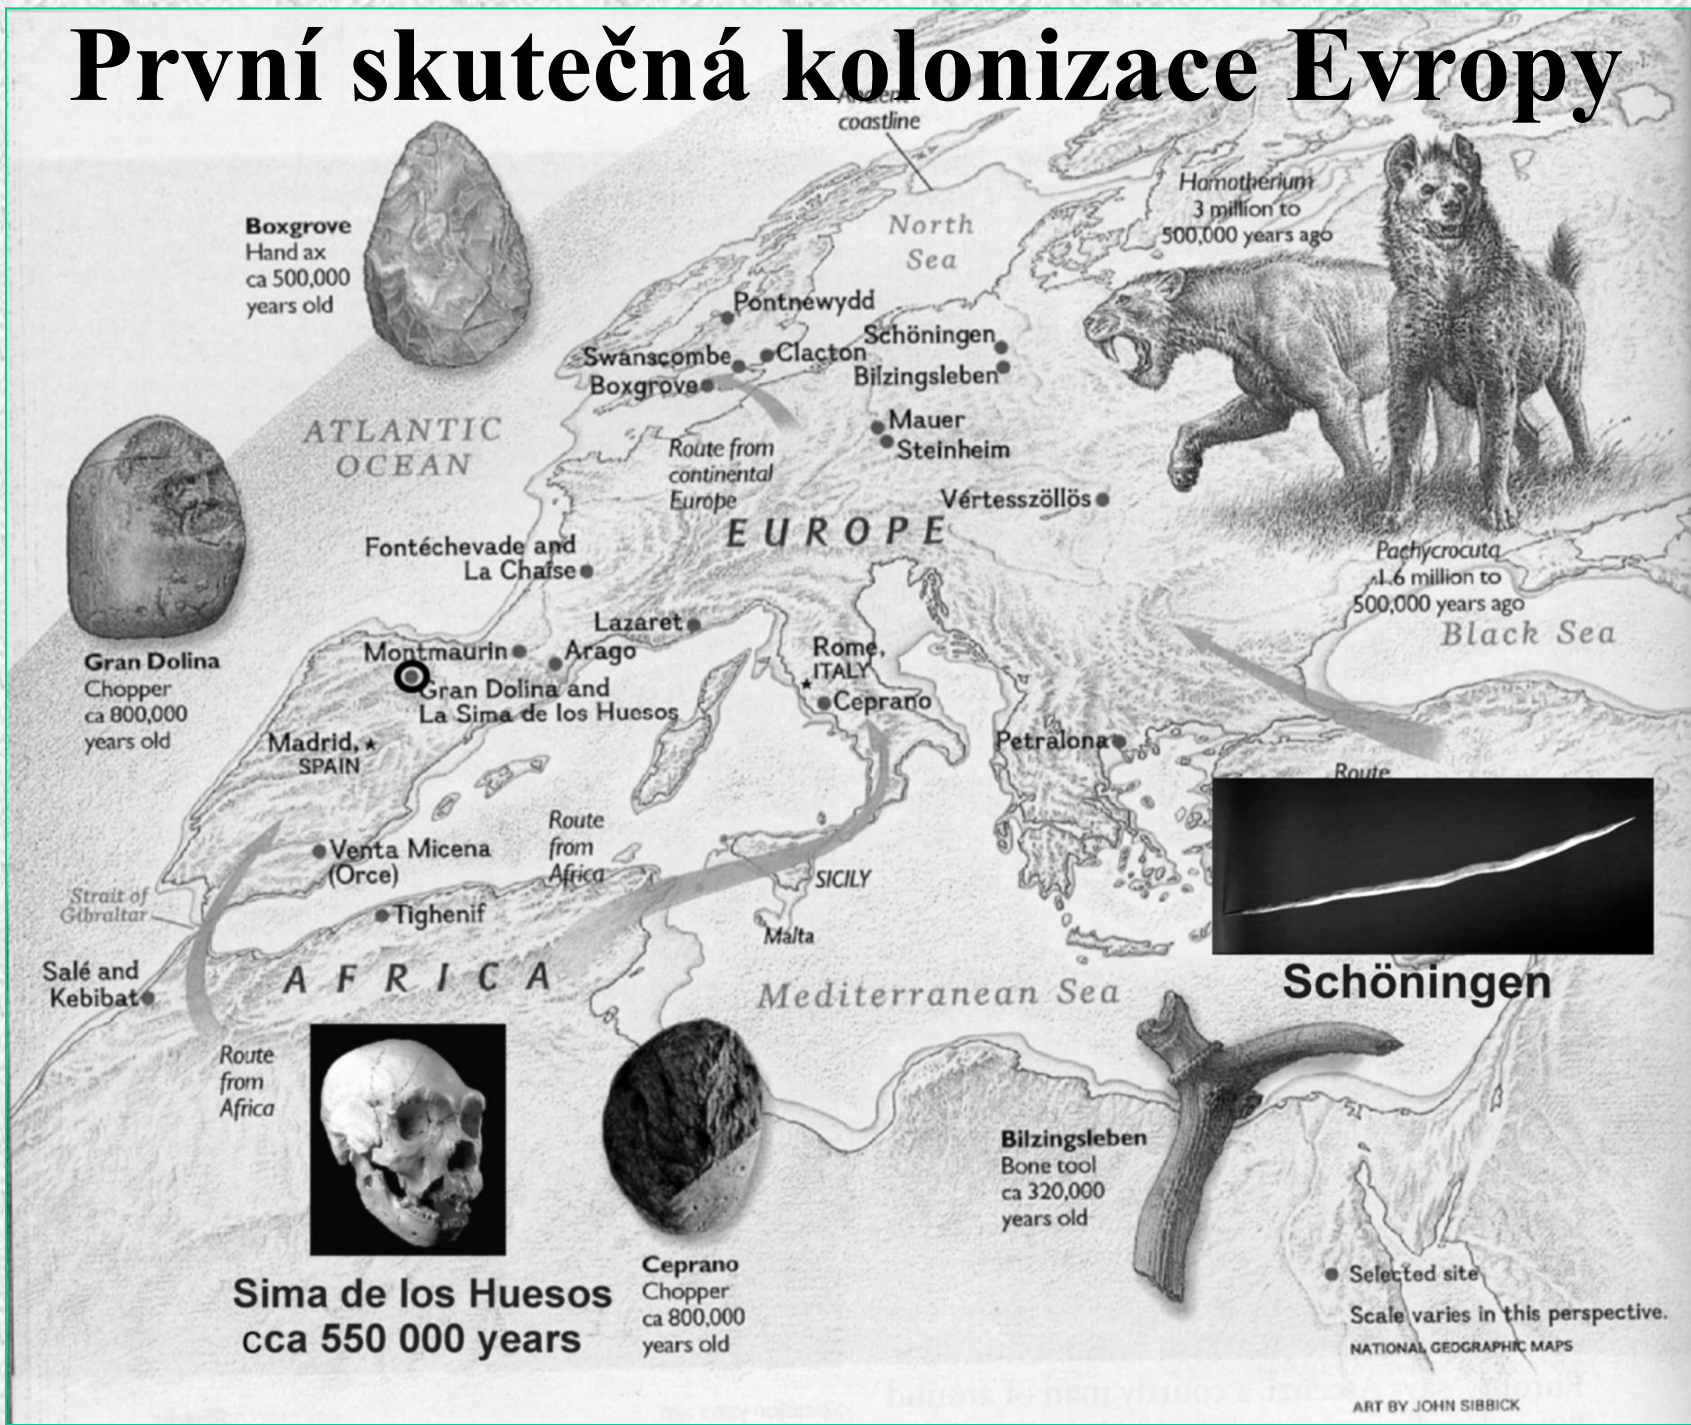 První skutečná kolonizace Evropy
Ancient
coastline
Boxgrove
Hand ax
ca 500,000
years old
North
Sea
Homotherium
3 million to
500,000 years ago
Pontnewydd
Swanscombe
Clacton
Boxgrove
Schöningen
Bilzingsleben
Mauer
Steinheim
ATLANTIC
OCEAN
Route from
continental
Europe
Vértesszöllös
EUROPE
Fontéchevade and
La Chaise
Pachycrocuta
1.6 million to
500,000 years ago
Black Sea
Lazaret
Montmaurin
Arago
Gran Dolina and
La Sima de los Huesos
Rome,
ITALY
Ceprano
Gran Dolina
Chopper
ca 800,000
years old
Madrid,
SPAIN
Petralona
Route
Venta Micena
(Orce)
Route
from
Africa
SICILY
Strait of
Gibraltar
Tighenif
Malta
Salé and
Kebibat
AFRICA
Mediterranean Sea
Schöningen
Route
from
Africa
Bilzingsleben
Bone tool
ca 320,000
years old
Sima de los Huesos
cca 550 000 years
Ceprano
Chopper
ca 800,000
years old
Selected site
Scale varies in this perspective.
NATIONAL GEOGRAPHIC MAPS
ART BY JOHN SIBBICK